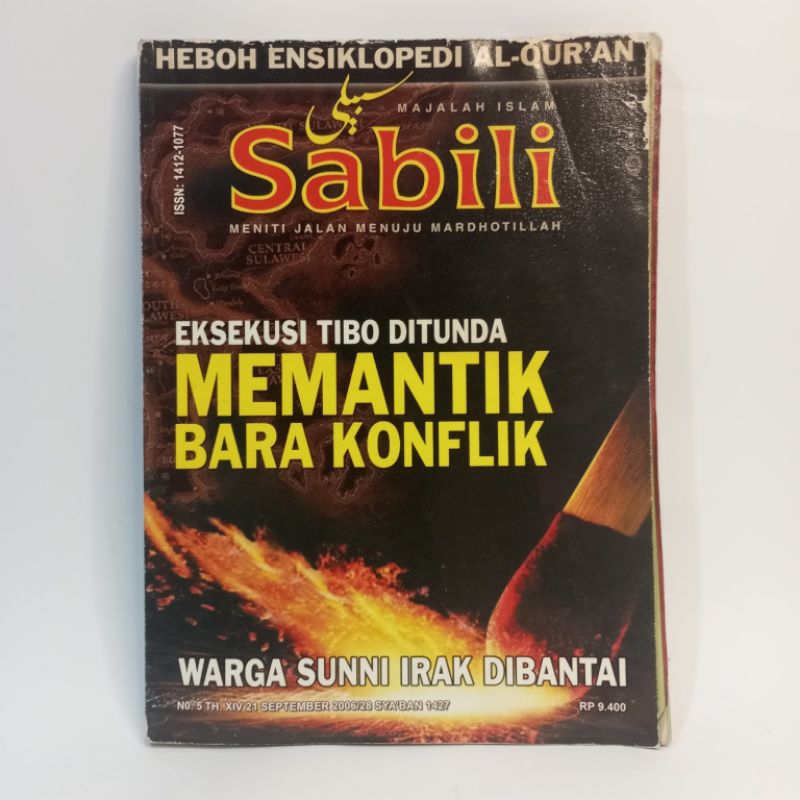 HEBOH ENSIKLOPEDI AL-QUR'AN
سبيلي
MAJALAH ISLAM
Sabili
ISSN: 1412-1077
MENITI JALAN MENUJU MARDHOTILLAH
CENTRAL
SULAWESI
EKSEKUSI TIBO DITUNDA
MEMANTIK
BARA KONFLIK
WARGA SUNNI IRAK DIBANTAI
NO. 5 TH. XIV 21 SEPTEMBER 2006/28 SYA'BAN 1427
RP 9.400